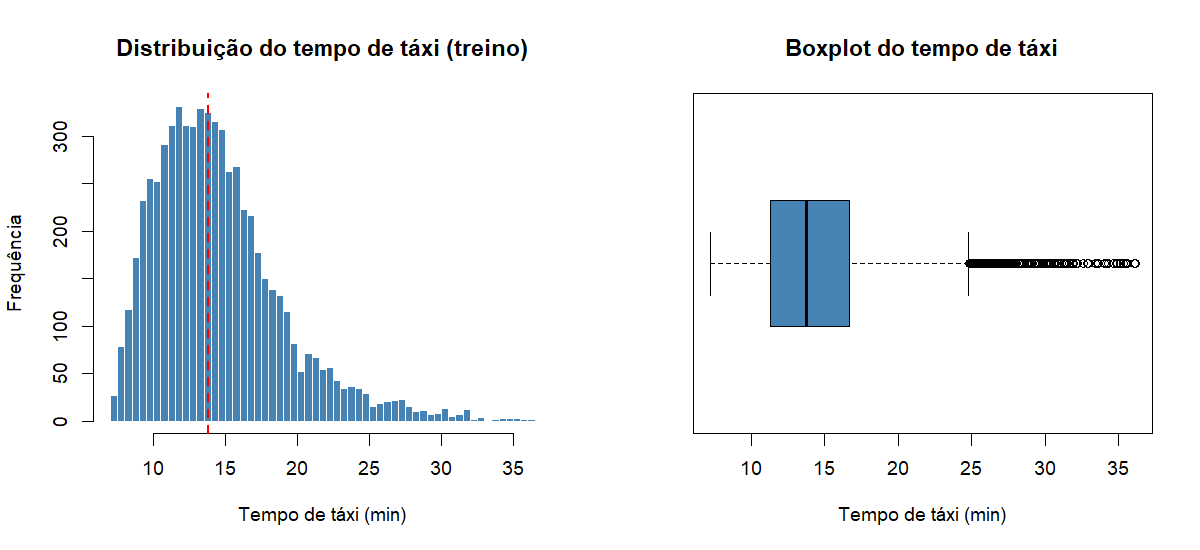 Distribuição do tempo de táxi (treino)
Frequência
300
200
100
50
0
10 15 20 25 30 35
Tempo de táxi (min)
Boxplot do tempo de táxi
10 15 20 25 30 35
Tempo de táxi (min)